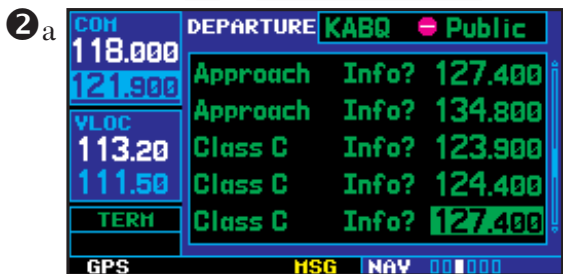 2a
COM
118.000
121.900
VLOC
113.20
111.50
TERM
GPS
DEPARTURE KABQ Public
Approach Info? 127.400
Approach Info? 134.800
Class C Info? 123.900
Class C Info? 124.400
Class C Info? 127.400
MSG NAV